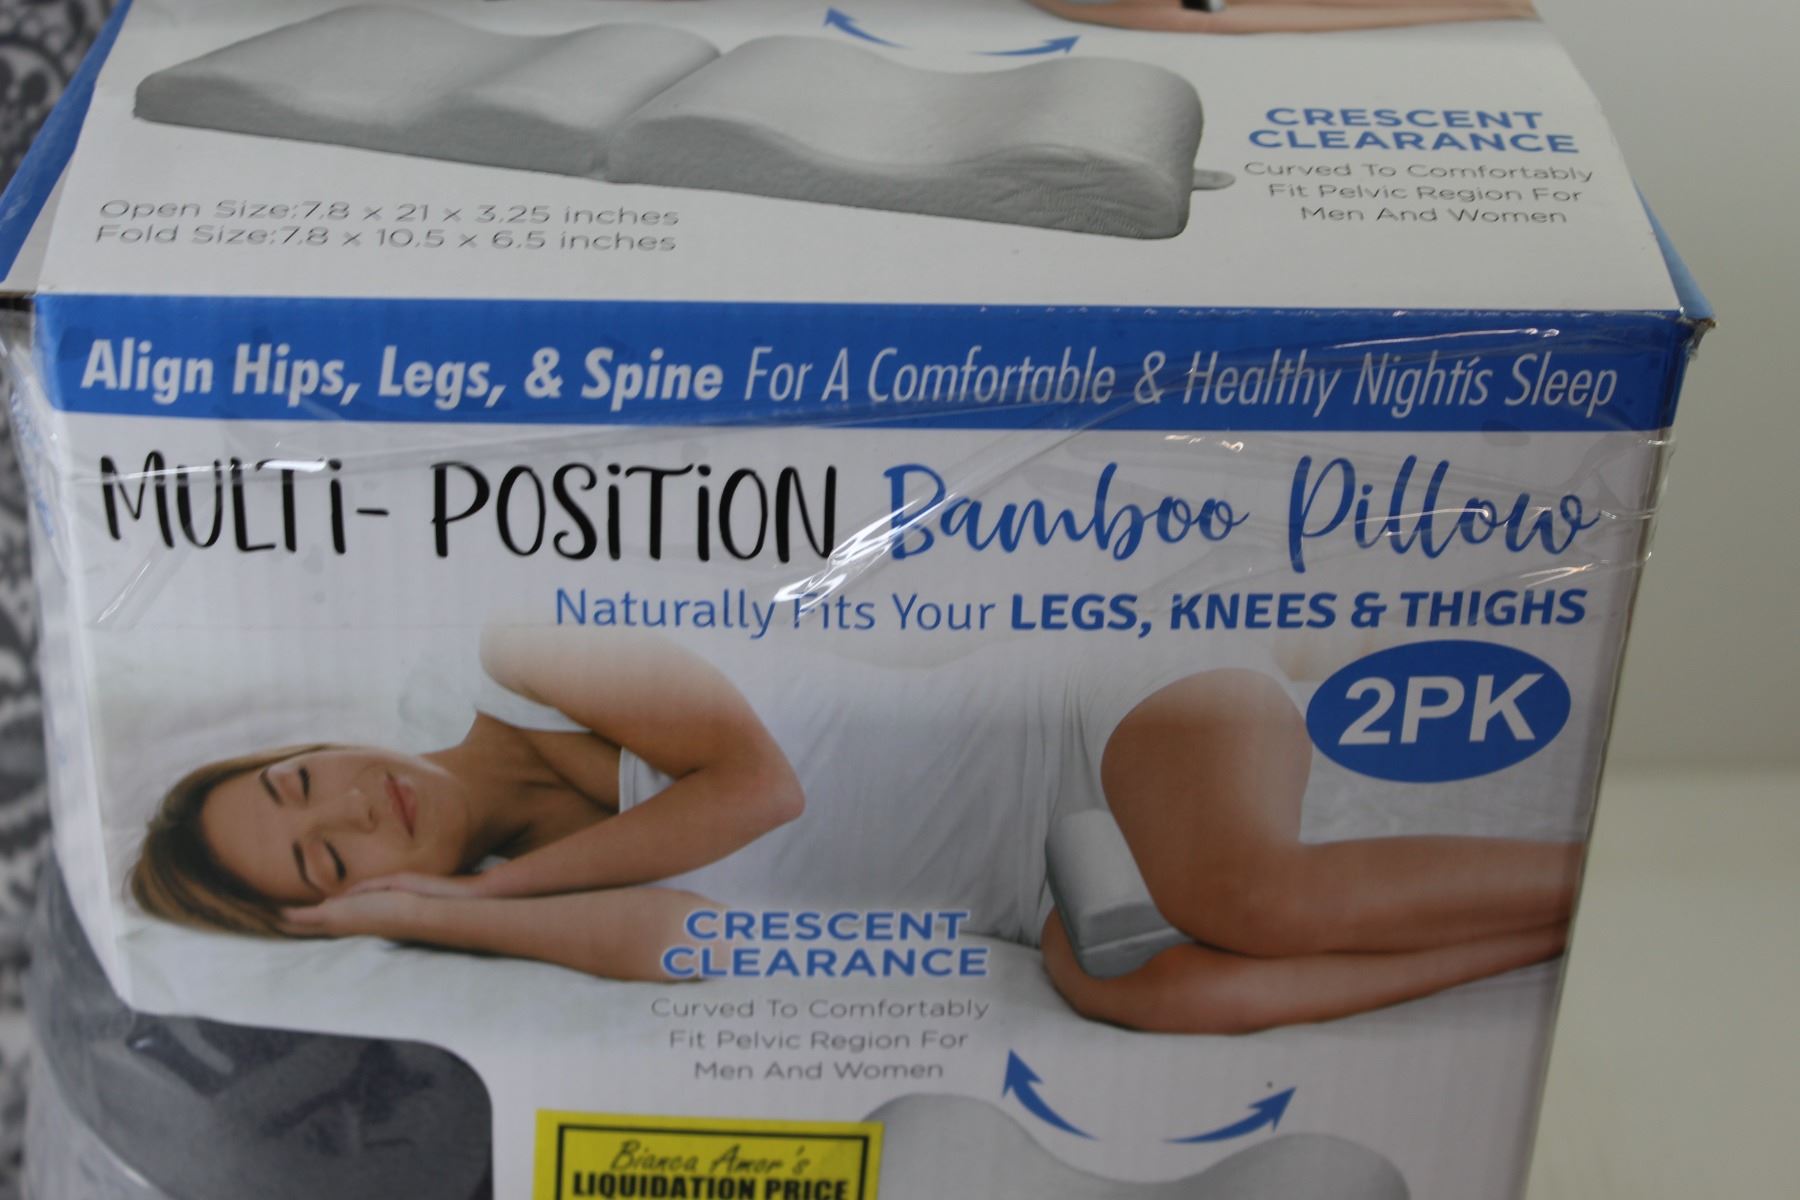 CRESCENT
CLEARANCE
Curved To Comfortably
Fit Pelvic Region For
Men And Women
Open Size:7.8 x 21 x 3.25 inches
Fold Size:7.8 x 10.5 x 6.5 inches
Align Hips, Legs, & Spine For A Comfortable & Healthy Nightís Sleep
MULTi- POSiTiON Bamboo Pillow
Naturally Fits Your LEGS, KNEES & THIGHS
2PK
CRESCENT
CLEARANCE
Curved To Comfortably
Fit Pelvic Region For
Men And Women
Bianca Amor's
LIQUIDATION PRICE